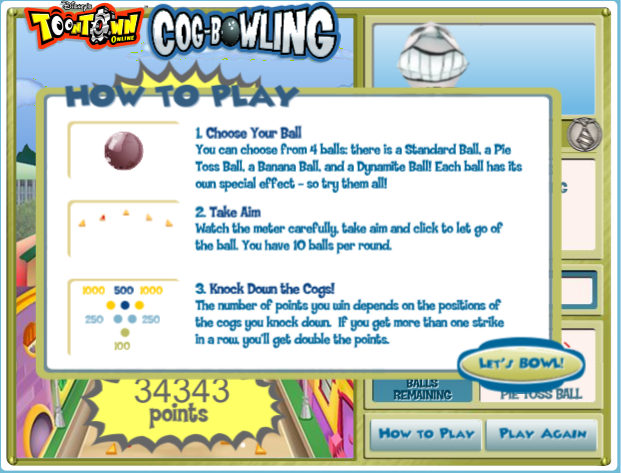 Disney's
TOONTOWN
ONLINE
COG-BOWLING
HOW TO PLAY
1. Choose Your Ball
You can choose from 4 balls: there is a Standard Ball, a Pie
Toss Ball, a Banana Ball, and a Dynamite Ball! Each ball has its
own special effect - so try them all!
2. Take Aim
Watch the meter carefully, take aim and click to let go of
the ball. You have 10 balls per round.
1000 500 1000
250 250
100
3. Knock Down the Cogs!
The number of points you win depends on the positions of
the cogs you knock down. If you get more than one strike
in a row, you'll get double the points.
LET'S BOWL!
34343
points
BALLS
REMAINING
PIE TOSS BALL
HOW TO PLAY
PLAY AGAIN